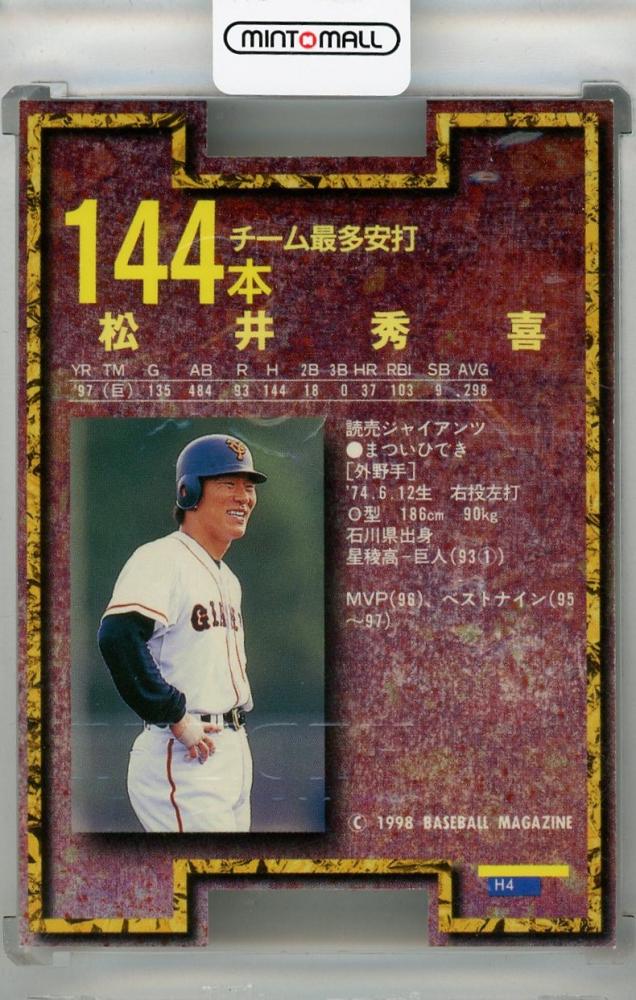 MINT MALL
144 チーム最多安打
本
松井秀喜
YR TM G AB R H 2B 3B HR RBI SB AVG
'97 (巨) 135 484 93 144 18 0 37 103 9 .298
読売ジャイアンツ
●まついひでき
[外野手]
'74.6.12生 右投左打
O型 186cm 90kg
石川県出身
星稜高-巨人(93①)
MVP(96)、ベストナイン(95
~97)
YG
GIANTS
© 1998 BASEBALL MAGAZINE
H4